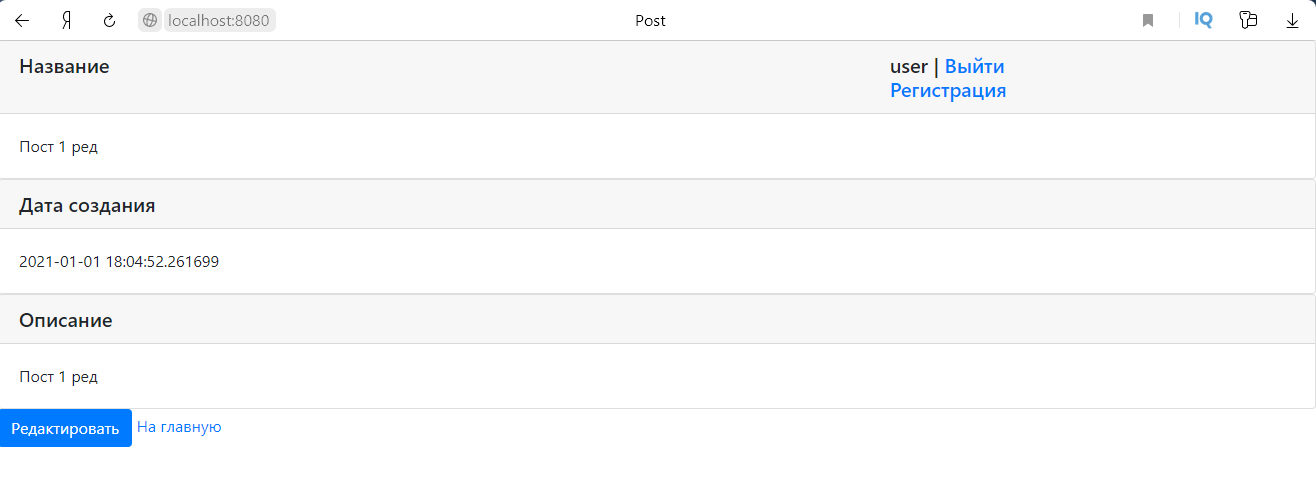 Я localhost:8080 Post IQ
Название user | Выйти
Регистрация
Пост 1 ред
Дата создания
2021-01-01 18:04:52.261699
Описание
Пост 1 ред
Редактировать На главную